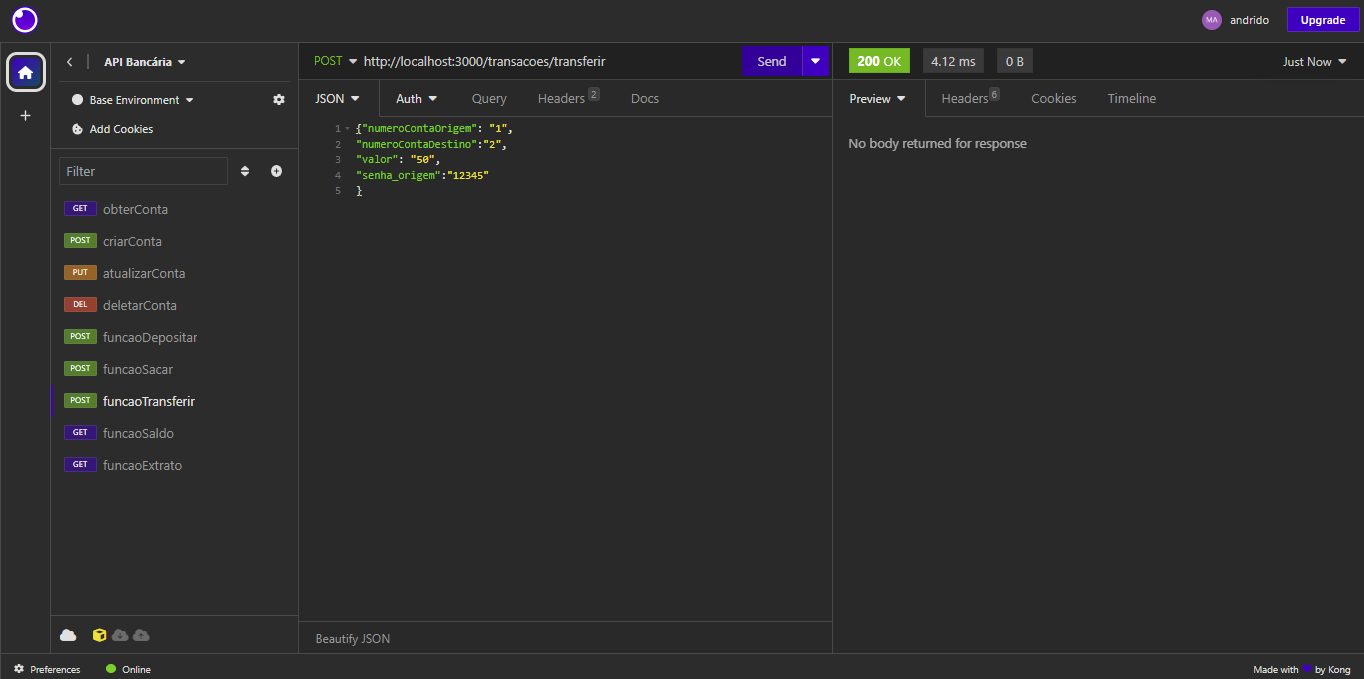 MA andrido Upgrade
API Bancária
Base Environment
Add Cookies
Filter
GET obterConta
POST criarConta
PUT atualizarConta
DEL deletarConta
POST funcaoDepositar
POST funcaoSacar
POST funcaoTransferir
GET funcaoSaldo
GET funcaoExtrato
POST http://localhost:3000/transacoes/transferir Send
JSON Auth Query Headers 2 Docs
1 {"numeroContaOrigem": "1",
2 "numeroContaDestino":"2",
3 "valor": "50",
4 "senha_origem":"12345"
5 }
Beautify JSON
200 OK 4.12 ms 0 B Just Now
Preview Headers 6 Cookies Timeline
No body returned for response
Preferences Online Made with by Kong